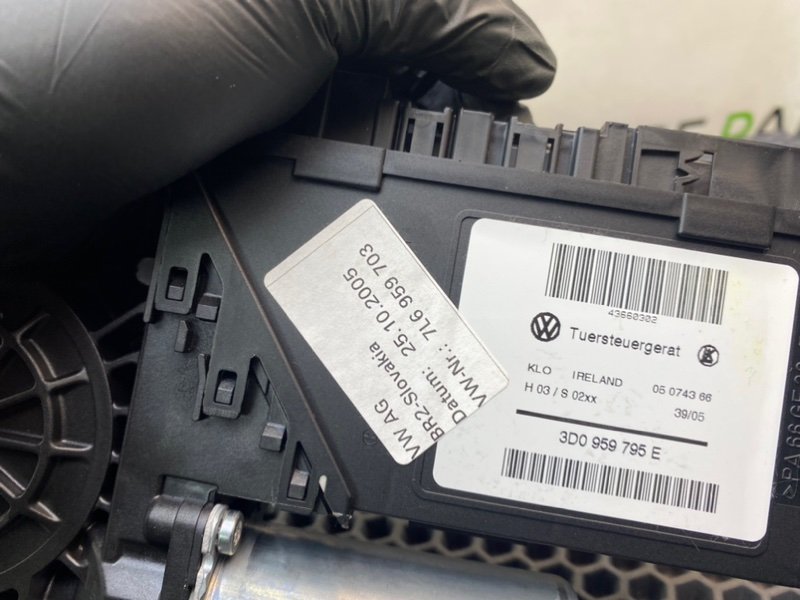 VW AG
BR2-Slovakia
Datum: 25.10.2005
VW-Nr.: 7L6 959 703
43660302
Tuersteuergerat
KLO IRELAND 05 0743 66
H 03 / S 02xx 39/05
3D0 959 795 E